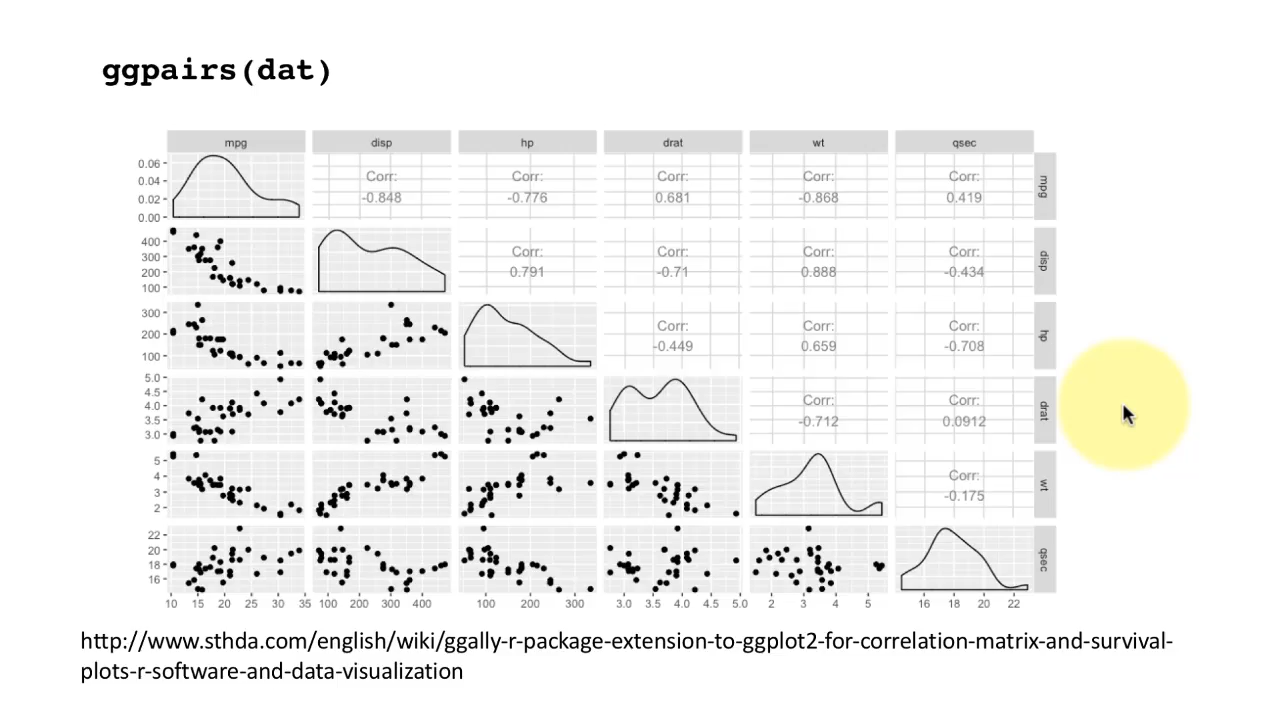 ggpairs(dat)
mpg disp hp drat wt qsec
0.06 Corr: Corr: Corr: Corr: Corr: mpg
0.04
0.02 -0.848 -0.776 0.681 -0.868 0.419
0.00
400 Corr: Corr: Corr: Corr: disp
300
200 0.791 -0.71 0.888 -0.434
100
300 Corr: Corr: Corr: hp
200 -0.449 0.659 -0.708
100
5.0
4.5 Corr: Corr: drat
4.0
3.5 -0.712 0.0912
3.0
5 Corr: wt
4
3 -0.175
2
22
20 qsec
18
16
10 15 20 25 30 35 100 200 300 400 100 200 300 3.0 3.5 4.0 4.5 5.0 2 3 4 5 16 18 20 22
http://www.sthda.com/english/wiki/ggally-r-package-extension-to-ggplot2-for-correlation-matrix-and-survival-
plots-r-software-and-data-visualization